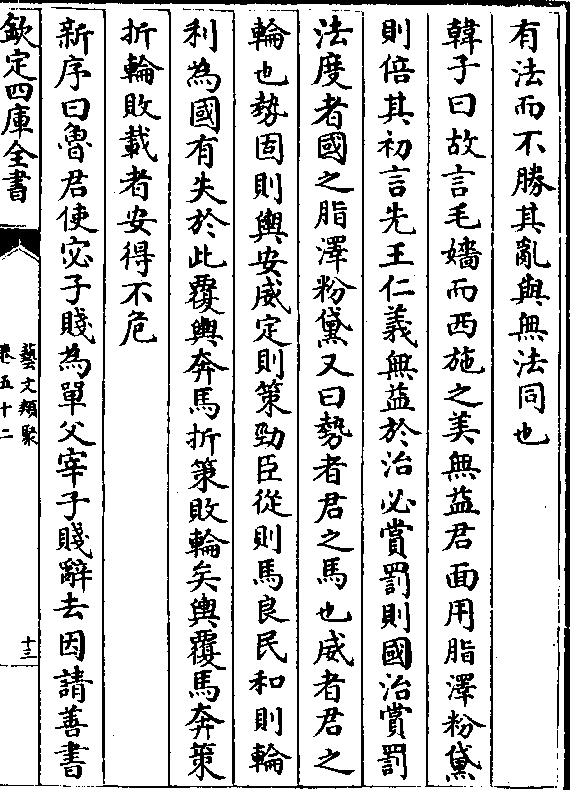 有法而不勝其亂與無法同也
韓子曰故言毛嬙而西施之美無益君面用脂澤粉黛
則倍其初言先王仁義無益於治必賞罰則國治賞罰
法度者國之脂澤粉黛又曰勢者君之馬也威者君之
輪也勢固則輿安威定則策勁臣從則馬良民和則輪
利為國有失於此覆輿奔馬折策敗輪矣輿覆馬奔策
折輪敗載者安得不危
新序曰魯君使宓子賤為單父宰子賤辭去因請善書
欽定四庫全書
藝文類聚
卷五十二
十三